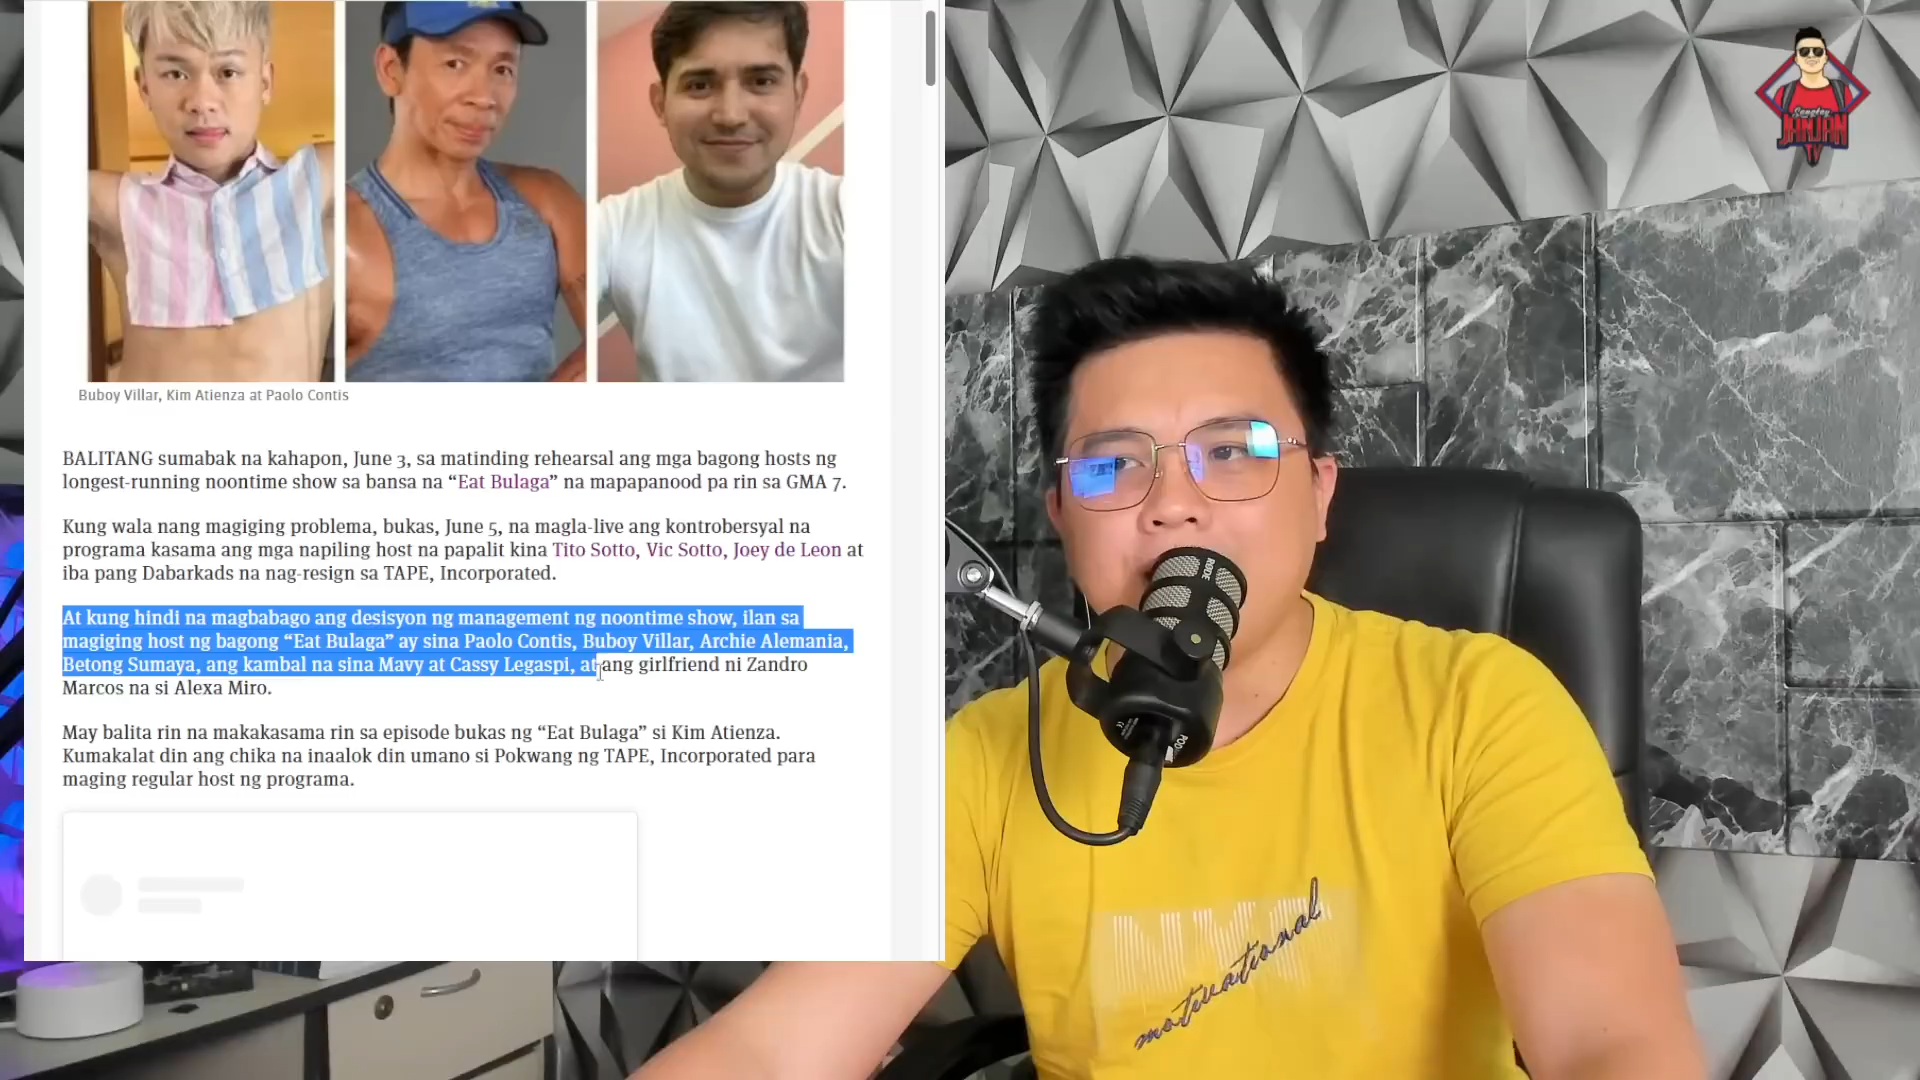 Sangkay
JANJAN
TV
Buboy Villar, Kim Atienza at Paolo Contis
BALITANG sumabak na kahapon, June 3, sa matinding rehearsal ang mga bagong hosts ng
longest-running noontime show sa bansa na “Eat Bulaga” na mapapanood pa rin sa GMA 7.
Kung wala nang magiging problema, bukas, June 5, na magla-live ang kontrobersyal na
programa kasama ang mga napiling host na papalit kina Tito Sotto, Vic Sotto, Joey de Leon at
iba pang Dabarkads na nag-resign sa TAPE, Incorporated.
At kung hindi na magbabago ang desisyon ng management ng noontime show, ilan sa
magiging host ng bagong “Eat Bulaga” ay sina Paolo Contis, Buboy Villar, Archie Alemania,
Betong Sumaya, ang kambal na sina Mavy at Cassy Legaspi, at ang girlfriend ni Zandro
Marcos na si Alexa Miro.
May balita rin na makakasama rin sa episode bukas ng “Eat Bulaga” si Kim Atienza.
Kumakalat din ang chika na inaalok din umano si Pokwang ng TAPE, Incorporated para
maging regular host ng programa.
RØDE
motivational